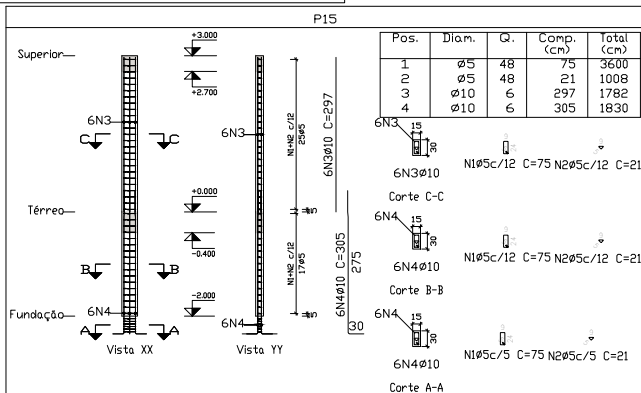 P15
Superior
Térreo
Fundação
6N3
C
C
B
B
6N4
A
A
Vista XX
+3.000
+2.700
+0.000
-0.400
-2.000
6N3
6N4
Vista YY
N1+N2 c/12
25ø5
N1+N2 c/12
17ø5
6N3ø10 C=297
6N4ø10 C=305
275
30
Pos. Diam. Q. Comp. (cm) Total (cm)
1 ø5 48 75 3600
2 ø5 48 21 1008
3 ø10 6 297 1782
4 ø10 6 305 1830
6N3
15
30
6N3ø10
Corte C-C
N1ø5c/12 C=75 N2ø5c/12 C=21
6N4
15
30
6N4ø10
Corte B-B
N1ø5c/12 C=75 N2ø5c/12 C=21
6N4
15
30
6N4ø10
Corte A-A
N1ø5c/5 C=75 N2ø5c/5 C=21